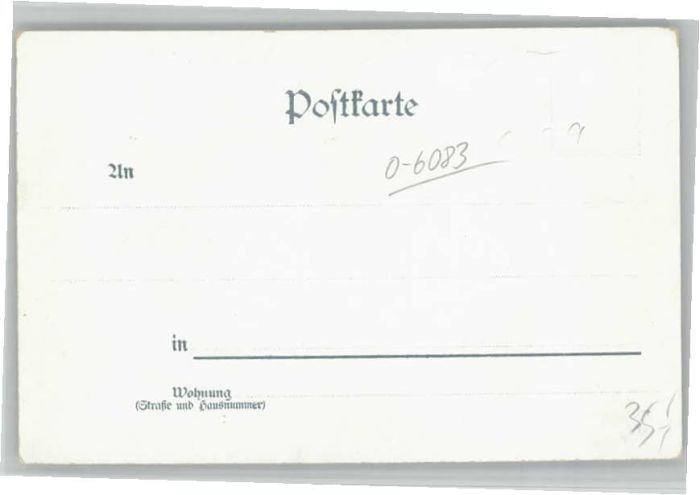 Postkarte
0-6083
An
in
Wohnung
(Straße und Hausnummer)